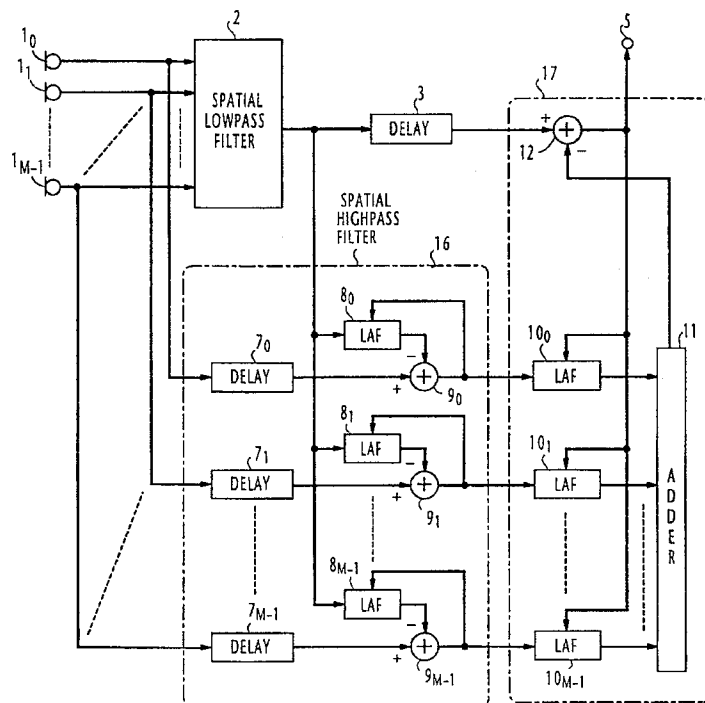 2
5
1₀
1₁
1M-1
SPATIAL
LOWPASS
FILTER
3
DELAY
17
+
12
−
SPATIAL
HIGHPASS
FILTER
16
8₀
LAF
−
7₀
DELAY
+
9₀
10₀
LAF
11
ADDER
8₁
LAF
−
7₁
DELAY
+
9₁
10₁
LAF
8M-1
LAF
−
7M-1
DELAY
+
9M-1
LAF
10M-1